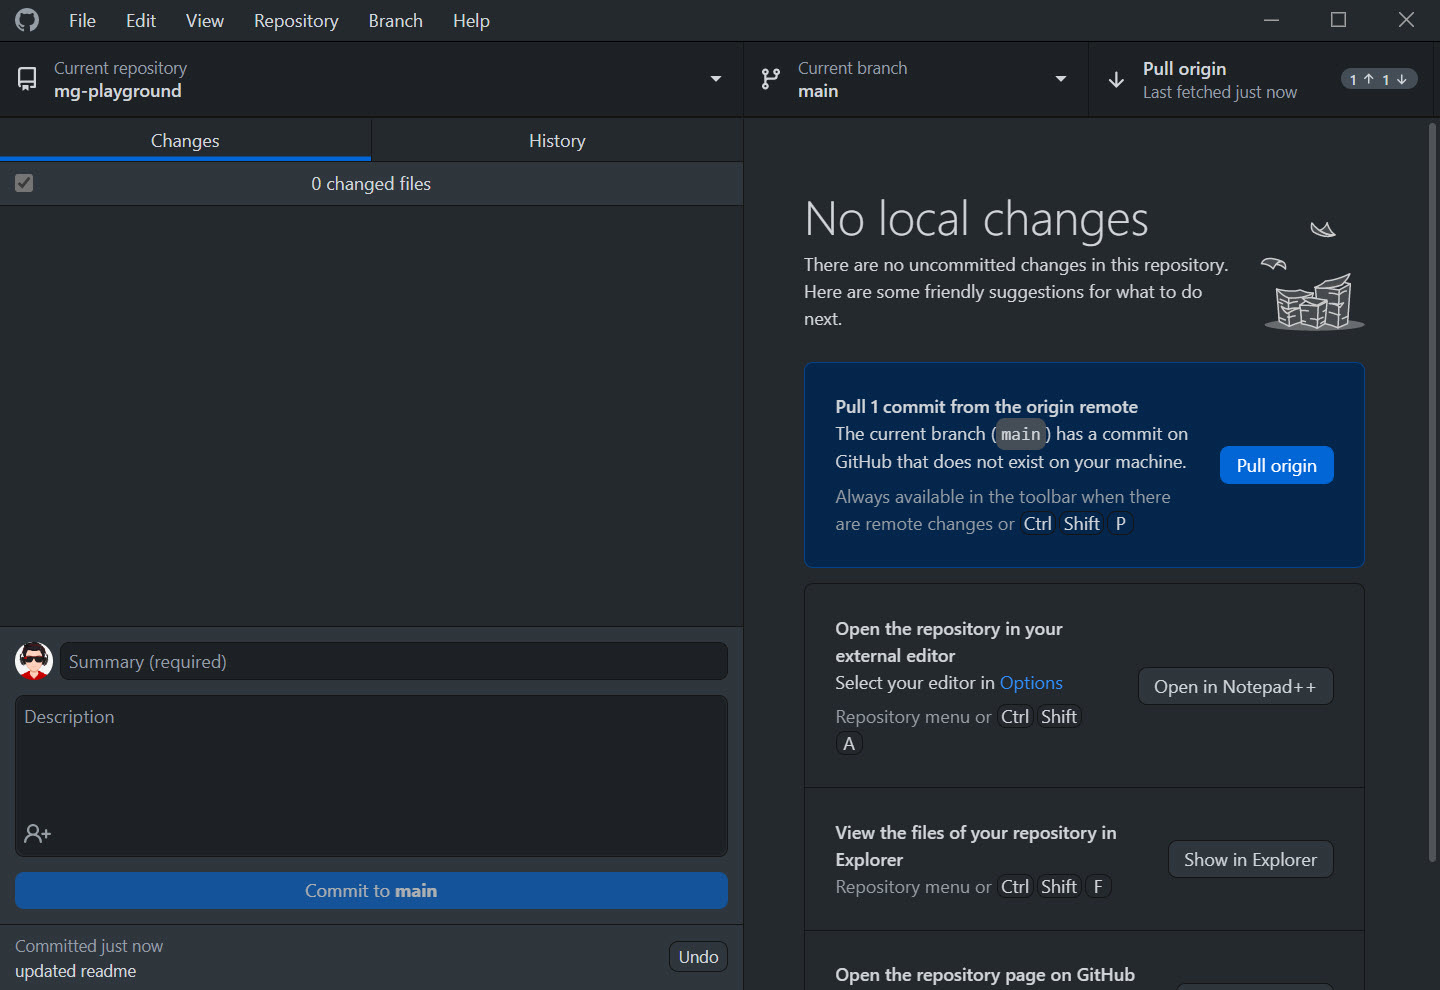 File Edit View Repository Branch Help
Current repository
mg-playground
Current branch
main
Pull origin
Last fetched just now
1 ↑ 1 ↓
Changes
History
0 changed files
Summary (required)
Description
Commit to main
Committed just now
updated readme
Undo
No local changes
There are no uncommitted changes in this repository.
Here are some friendly suggestions for what to do
next.
Pull 1 commit from the origin remote
The current branch (main) has a commit on
GitHub that does not exist on your machine.
Always available in the toolbar when there
are remote changes or Ctrl Shift P
Pull origin
Open the repository in your
external editor
Select your editor in Options
Repository menu or Ctrl Shift
A
Open in Notepad++
View the files of your repository in
Explorer
Repository menu or Ctrl Shift F
Show in Explorer
Open the repository page on GitHub